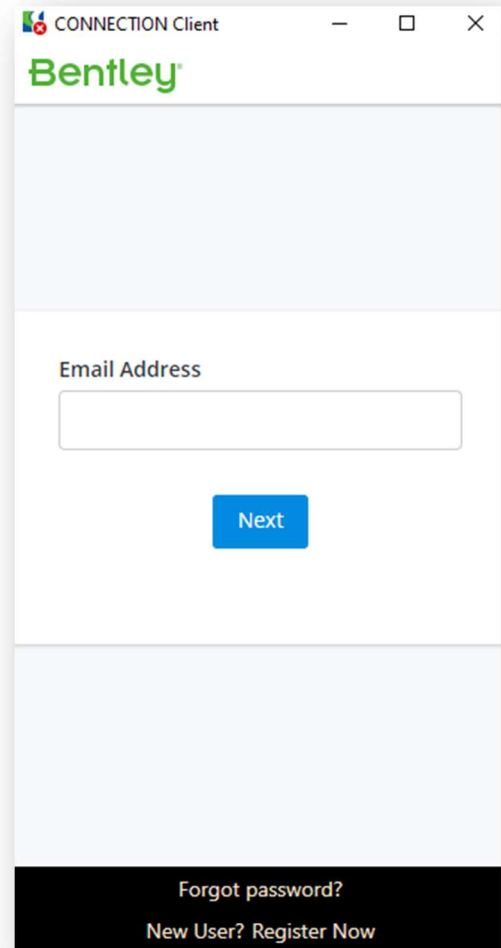 CONNECTION Client
Bentley
Email Address
Next
Forgot password?
New User? Register Now